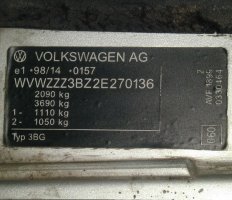 VOLKSWAGEN AG
e1 *98/14 *0157
WVWZZZ3BZ2E270136
2090 kg
3690 kg
1- 1110 kg
2- 1050 kg
Typ 3BG